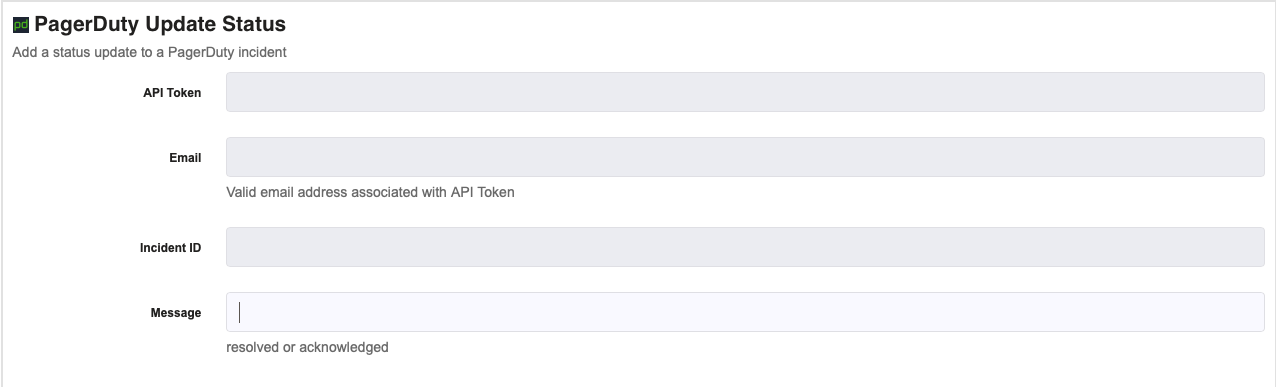 pd PagerDuty Update Status
Add a status update to a PagerDuty incident
API Token
Email
Valid email address associated with API Token
Incident ID
Message
resolved or acknowledged